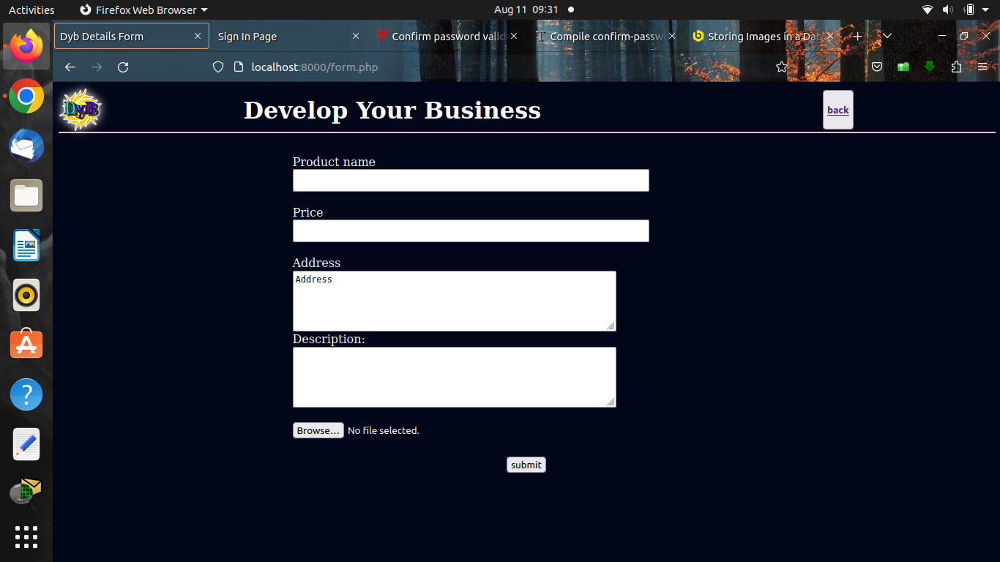 Activities Firefox Web Browser Aug 11 09:31
Dyb Details Form Sign In Page Confirm password valid Compile confirm-passw Storing Images in a Dat
localhost:8000/form.php
DyB Develop Your Business back
Product name
Price
Address
Address
Description:
Browse... No file selected.
submit